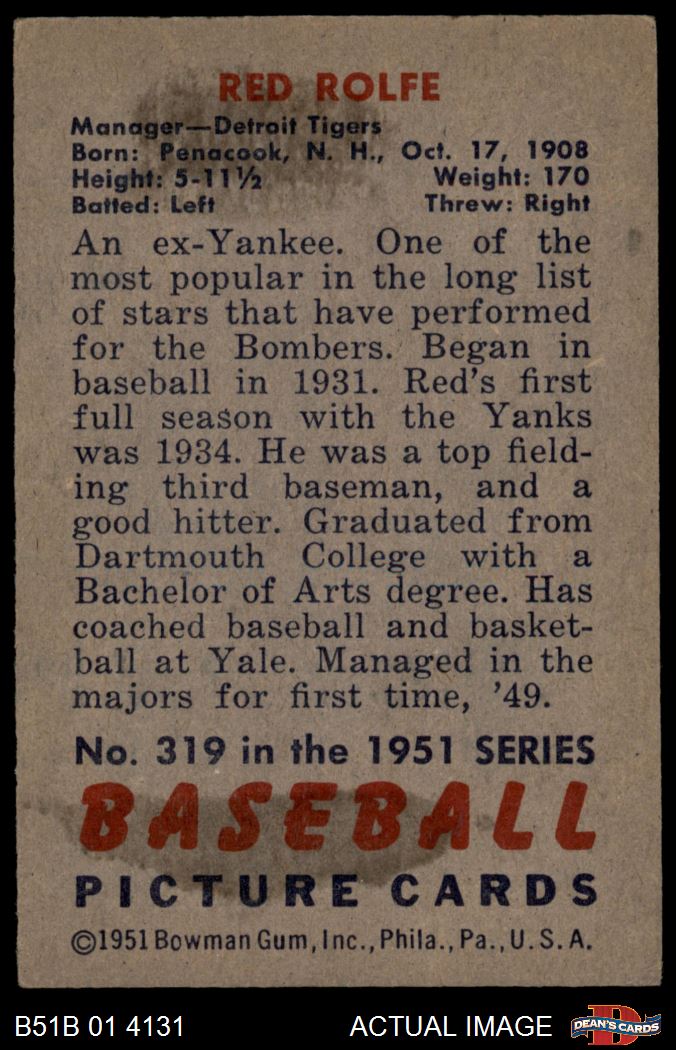 RED ROLFE
Manager—Detroit Tigers
Born: Penacook, N. H., Oct. 17, 1908
Height: 5-11½ Weight: 170
Batted: Left Threw: Right
An ex-Yankee. One of the
most popular in the long list
of stars that have performed
for the Bombers. Began in
baseball in 1931. Red's first
full season with the Yanks
was 1934. He was a top field-
ing third baseman, and a
good hitter. Graduated from
Dartmouth College with a
Bachelor of Arts degree. Has
coached baseball and basket-
ball at Yale. Managed in the
majors for first time, '49.
No. 319 in the 1951 SERIES
BASEBALL
PICTURE CARDS
©1951 Bowman Gum, Inc., Phila., Pa., U. S. A.
B51B 01 4131 ACTUAL IMAGE D DEAN'S CARDS